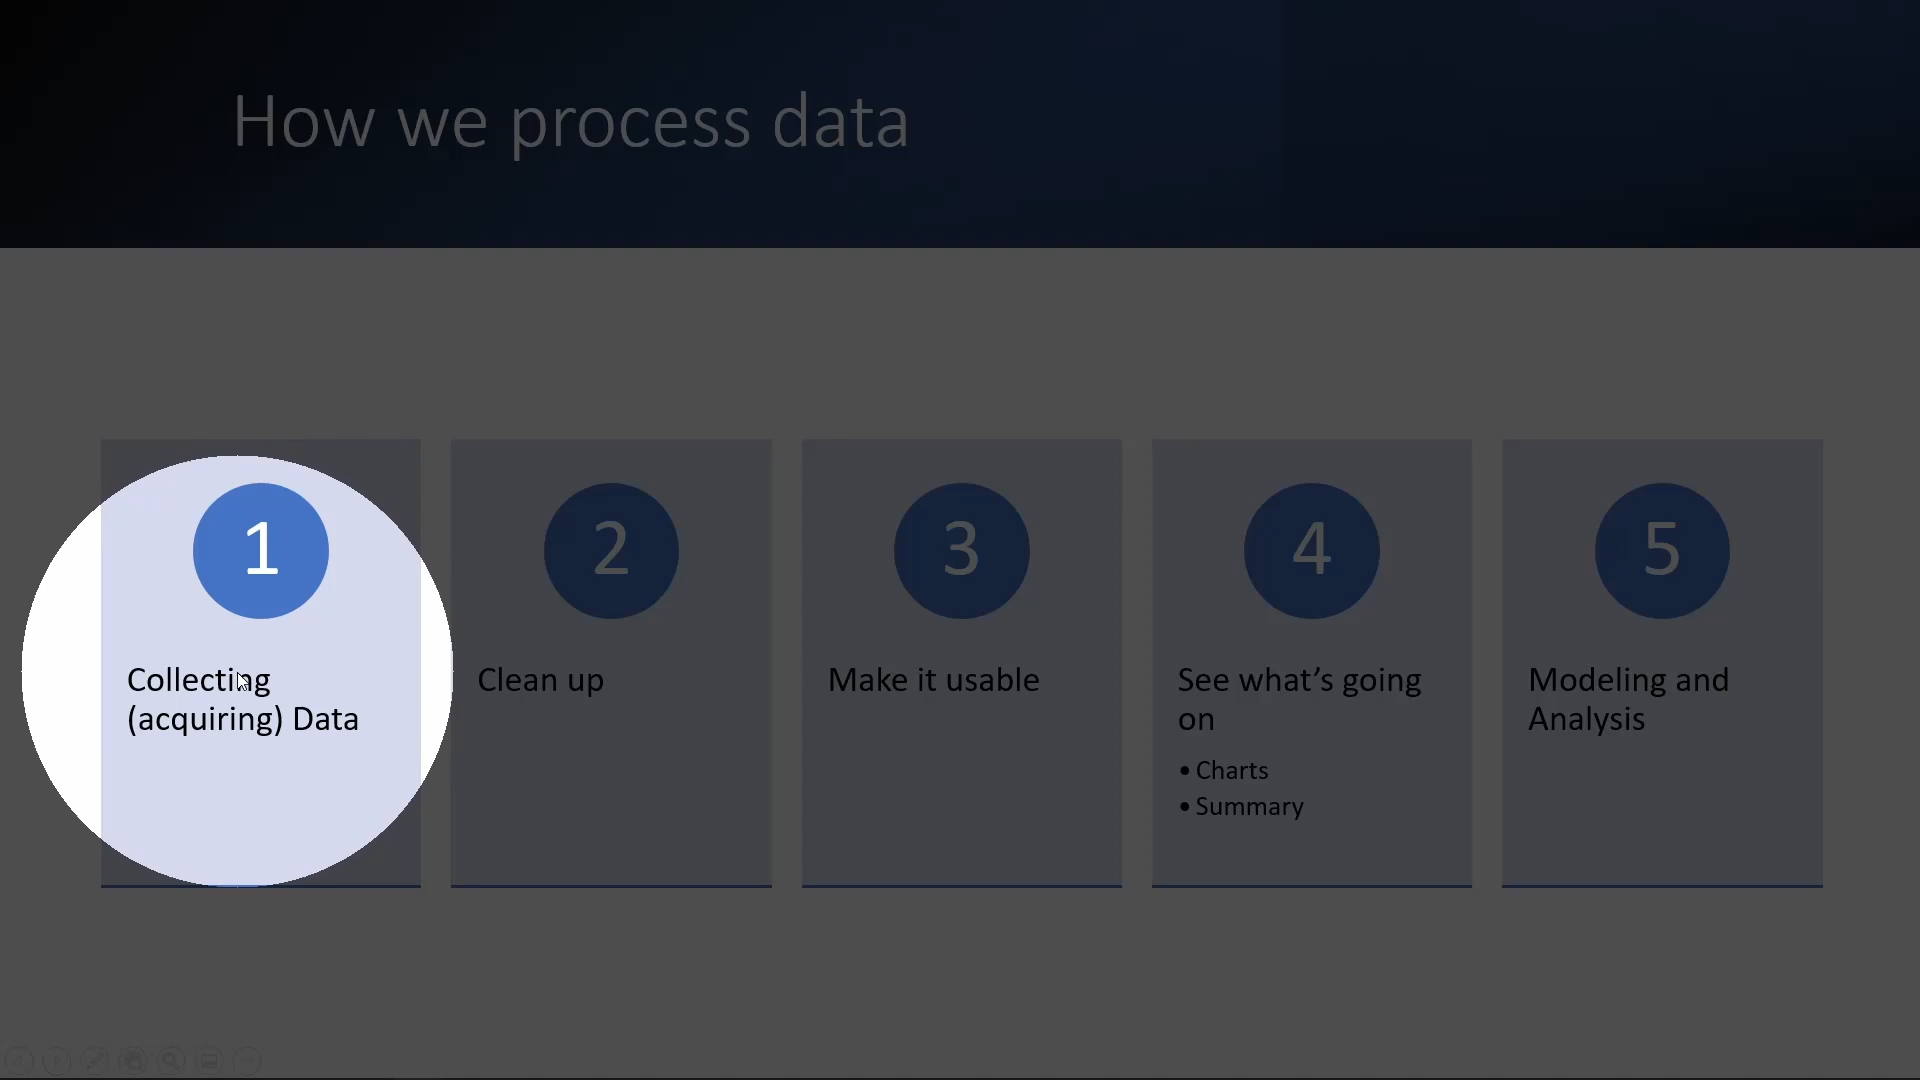 How we process data
1
Collecting
(acquiring) Data
2
Clean up
3
Make it usable
4
See what’s going
on
• Charts
• Summary
5
Modeling and
Analysis